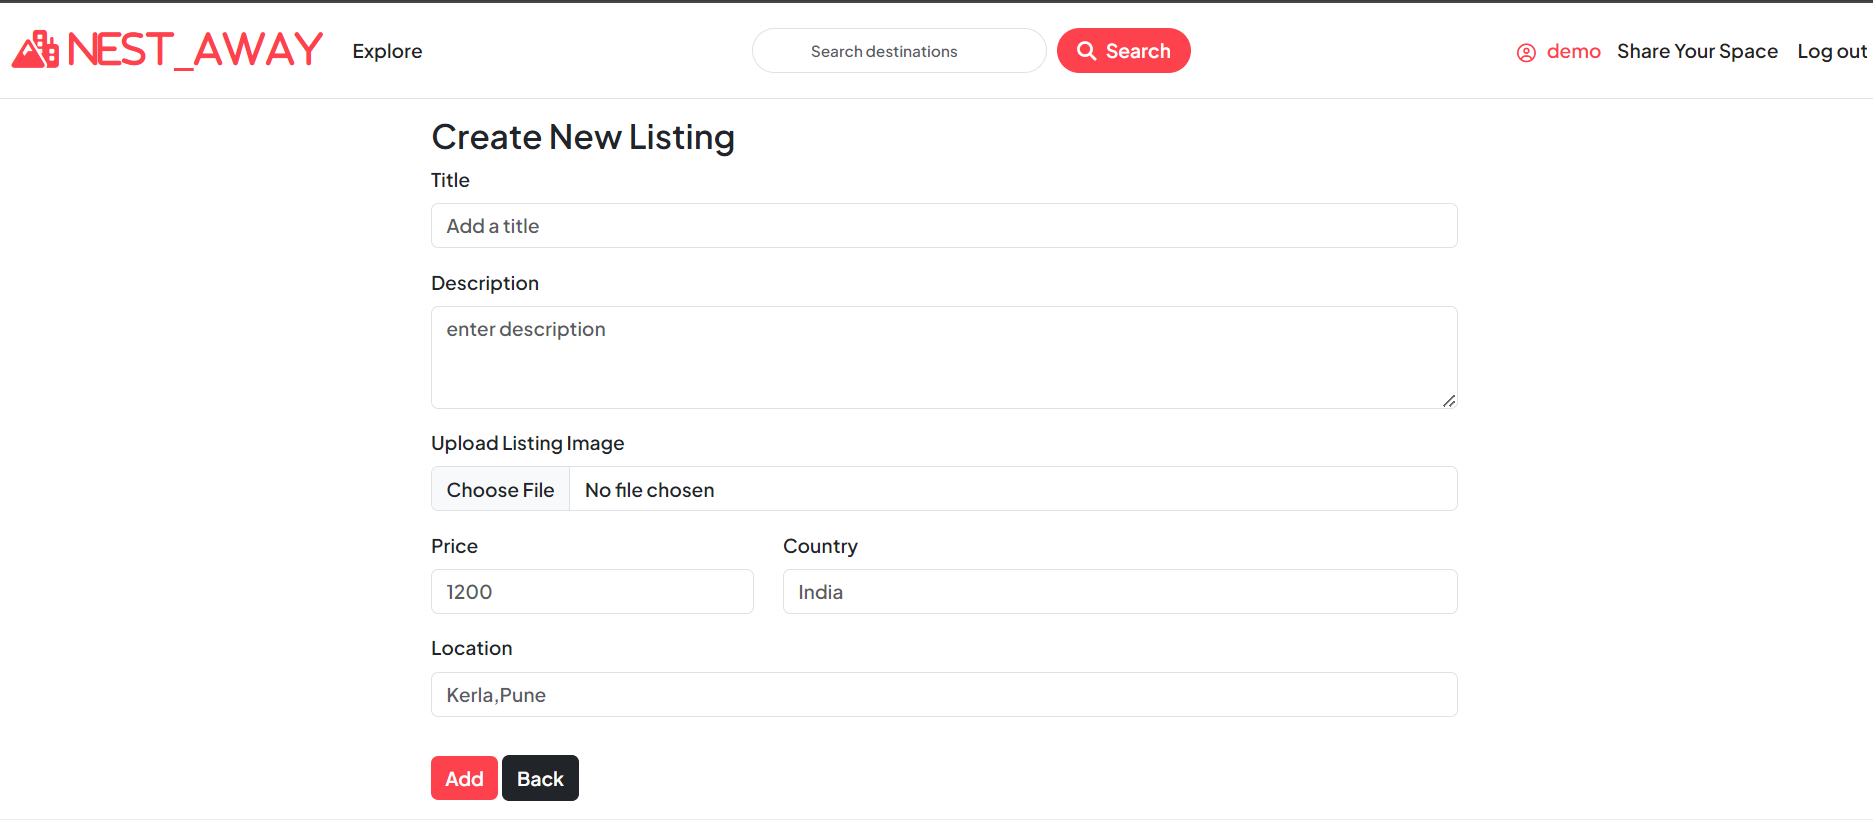 NEST_AWAY Explore Search destinations Search demo Share Your Space Log out
Create New Listing
Title
Add a title
Description
enter description
Upload Listing Image
Choose File No file chosen
Price Country
1200 India
Location
Kerla,Pune
Add Back